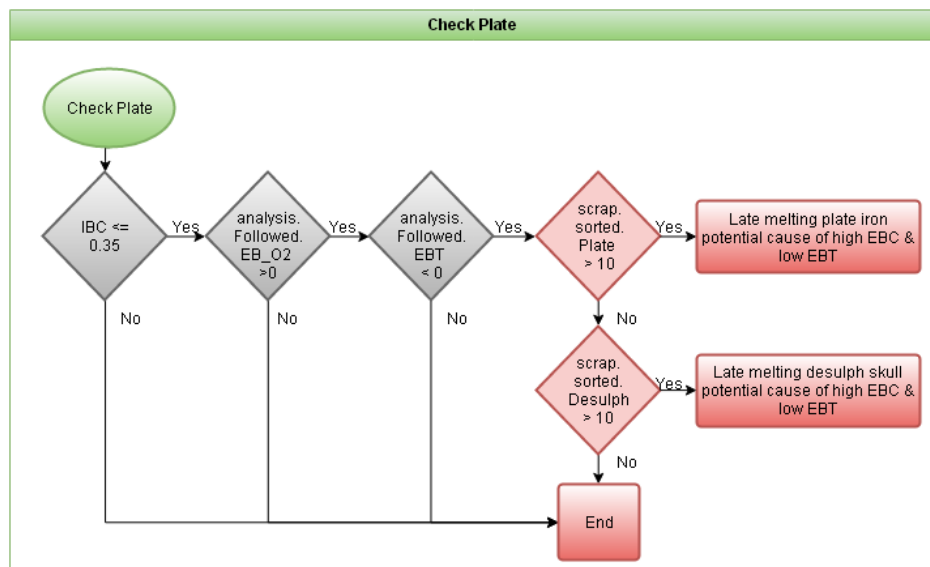 Check Plate
Check Plate
IBC <=
0.35
Yes
analysis.
Followed.
EB_O2
>0
Yes
analysis.
Followed.
EBT
< 0
Yes
scrap.
sorted.
Plate
> 10
Yes
Late melting plate iron
potential cause of high EBC &
low EBT
No
No
No
No
scrap.
sorted.
Desulph
> 10
Yes
Late melting desulph skull
potential cause of high EBC &
low EBT
No
End